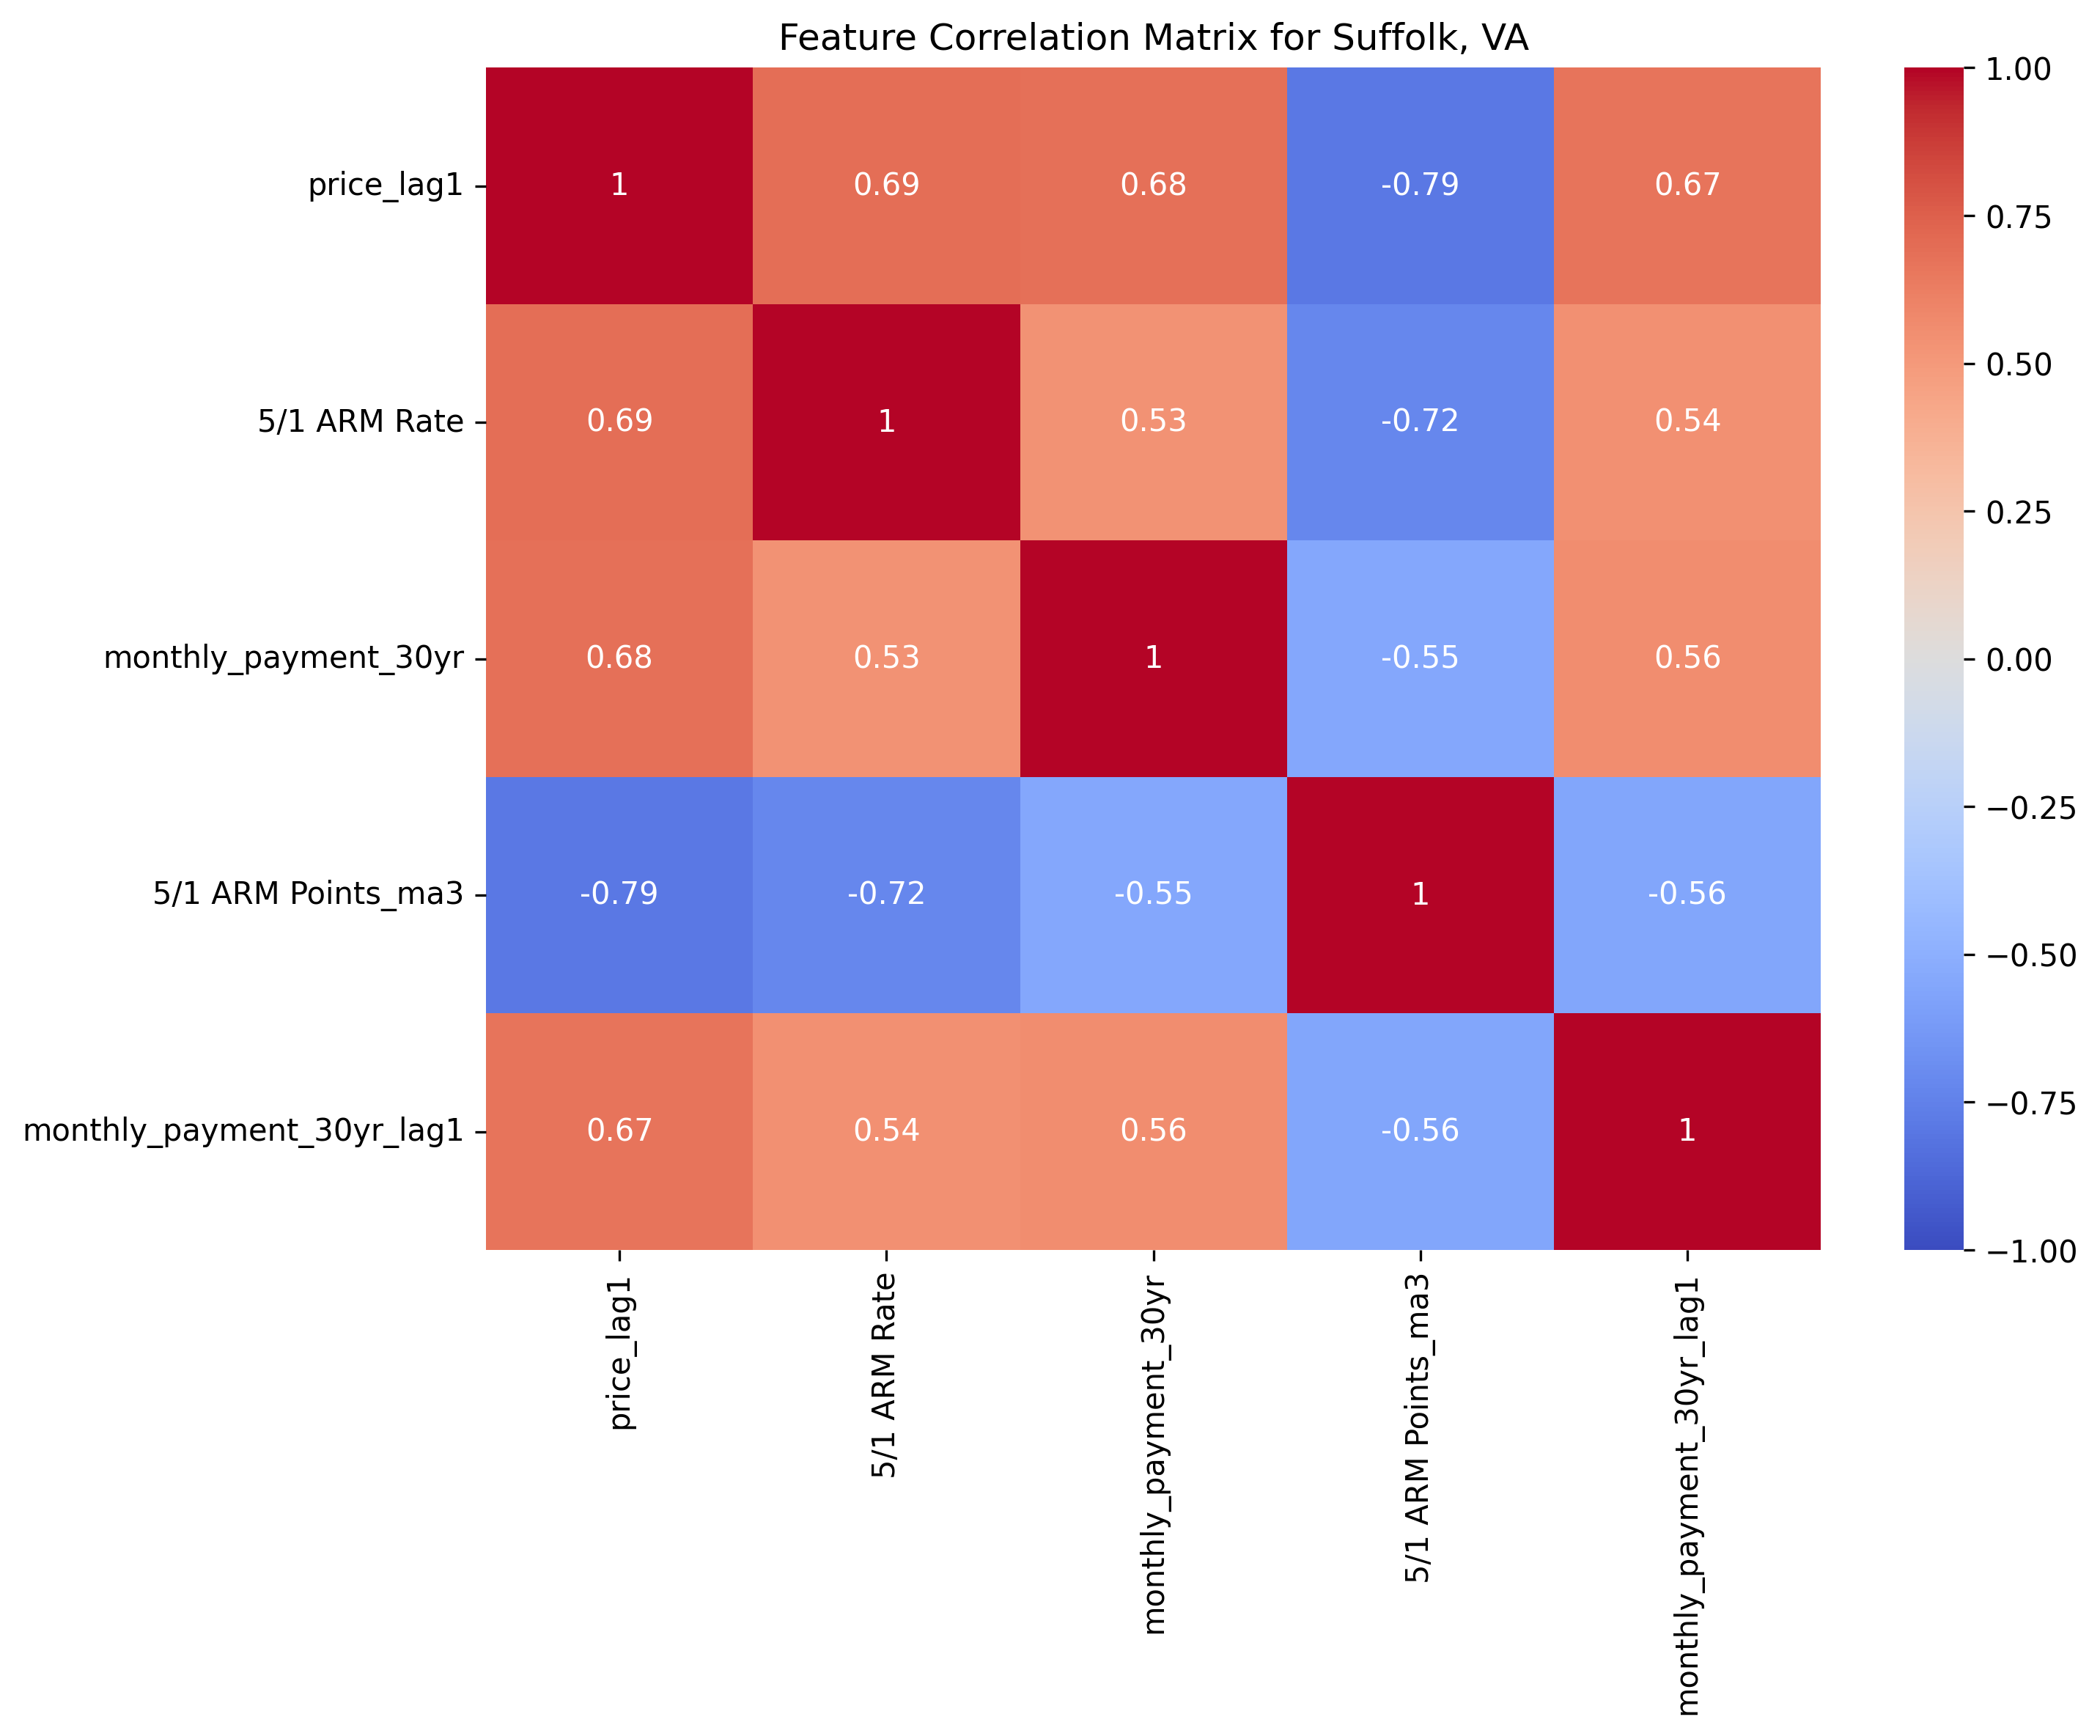 Feature Correlation Matrix for Suffolk, VA
price_lag1 1 0.69 0.68 -0.79 0.67
5/1 ARM Rate 0.69 1 0.53 -0.72 0.54
monthly_payment_30yr 0.68 0.53 1 -0.55 0.56
5/1 ARM Points_ma3 -0.79 -0.72 -0.55 1 -0.56
monthly_payment_30yr_lag1 0.67 0.54 0.56 -0.56 1
price_lag1
5/1 ARM Rate
monthly_payment_30yr
5/1 ARM Points_ma3
monthly_payment_30yr_lag1
1.00
0.75
0.50
0.25
0.00
−0.25
−0.50
−0.75
−1.00